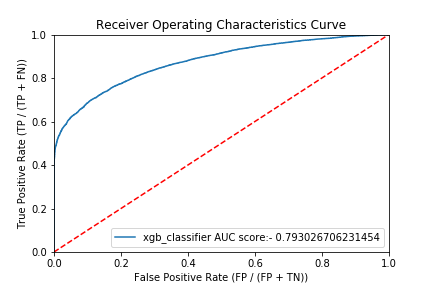 Receiver Operating Characteristics Curve
True Positive Rate (TP / (TP + FN))
1.0
0.8
0.6
0.4
0.2
0.0
xgb_classifier AUC score:- 0.793026706231454
0.0 0.2 0.4 0.6 0.8 1.0
False Positive Rate (FP / (FP + TN))